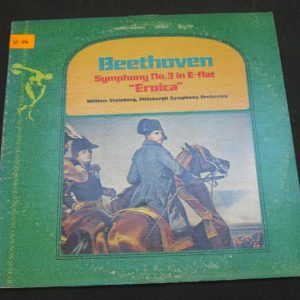 Beethoven
Symphony No.3 in E-flat
"Eroica"
William Steinberg, Pittsburgh Symphony Orchestra